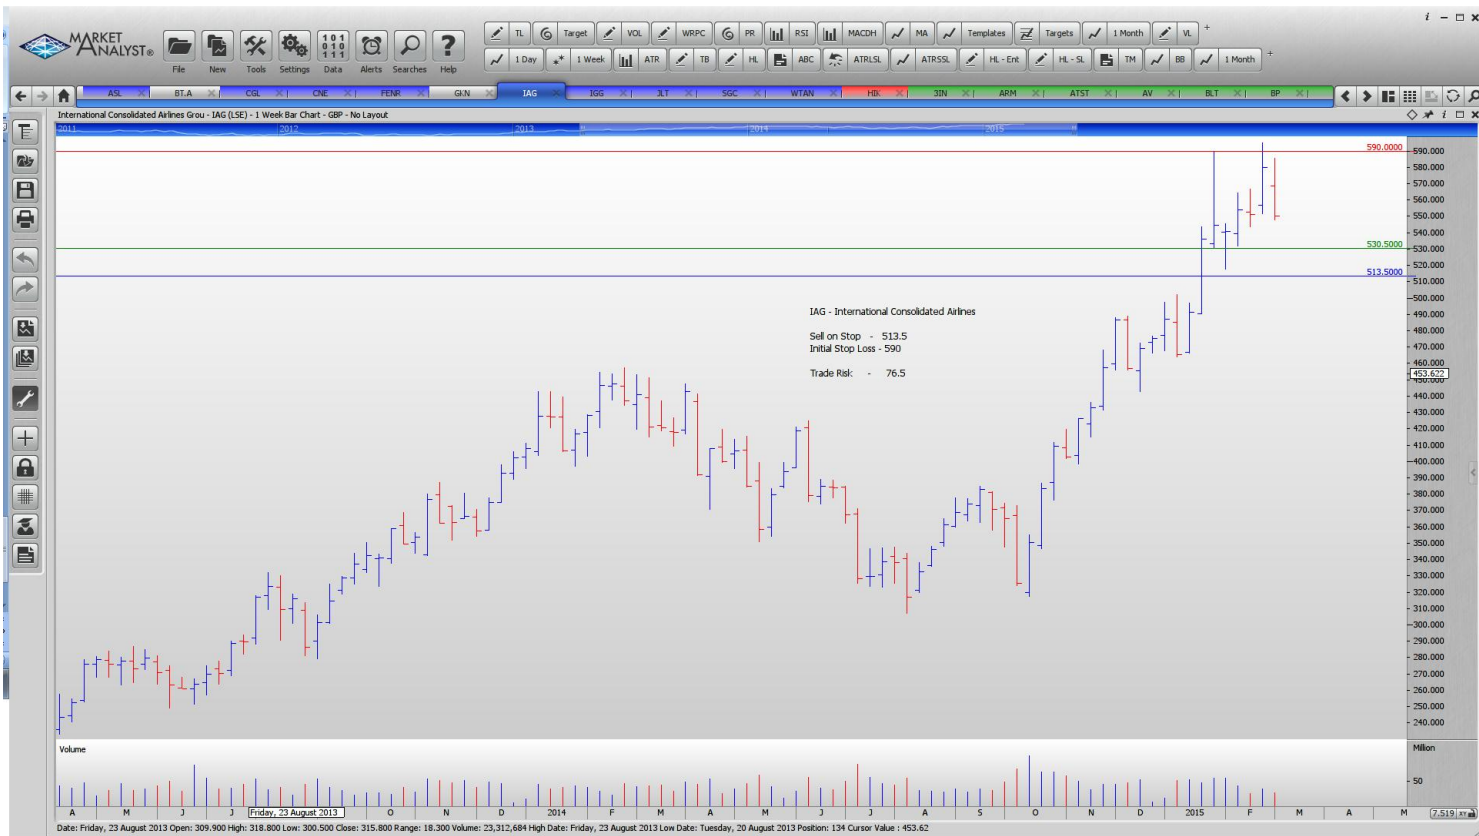 i
MARKET
ANALYST®
File New Tools Settings Data Alerts Searches Help
101
010
111
?
TL Target VOL WRPC PR RSI MACDH MA Templates Targets 1 Month VL +
1 Day 1 Week ATR TB HL ABC ATRLSL ATRSSL HL - Ent HL - SL TM BB 1 Month +
ASL BT.A CGL CNE FENR GKN IAG IGG JLT SGC WTAN HIK 3IN ARM ATST AV BLT BP
International Consolidated Airlines Grou - IAG (LSE) - 1 Week Bar Chart - GBP - No Layout
2011 2012 2013 2014 2015
590.0000
590.000
580.000
570.000
560.000
550.000
540.000
530.5000
530.000
520.000
513.5000
510.000
500.000
490.000
480.000
470.000
460.000
453.622
450.000
440.000
430.000
420.000
410.000
400.000
390.000
380.000
370.000
360.000
350.000
340.000
330.000
320.000
310.000
300.000
290.000
280.000
270.000
260.000
250.000
240.000
IAG - International Consolidated Airlines
Sell on Stop - 513.5
Initial Stop Loss - 590
Trade Risk - 76.5
Volume
Million
50
A M J J Friday, 23 August 2013 O N D 2014 F M A M J J A S O N D 2015 F M A M 7.519 XY
Date: Friday, 23 August 2013 Open: 309.900 High: 318.800 Low: 300.500 Close: 315.800 Range: 18.300 Volume: 23,312,684 High Date: Friday, 23 August 2013 Low Date: Tuesday, 20 August 2013 Position: 134 Cursor Value : 453.62